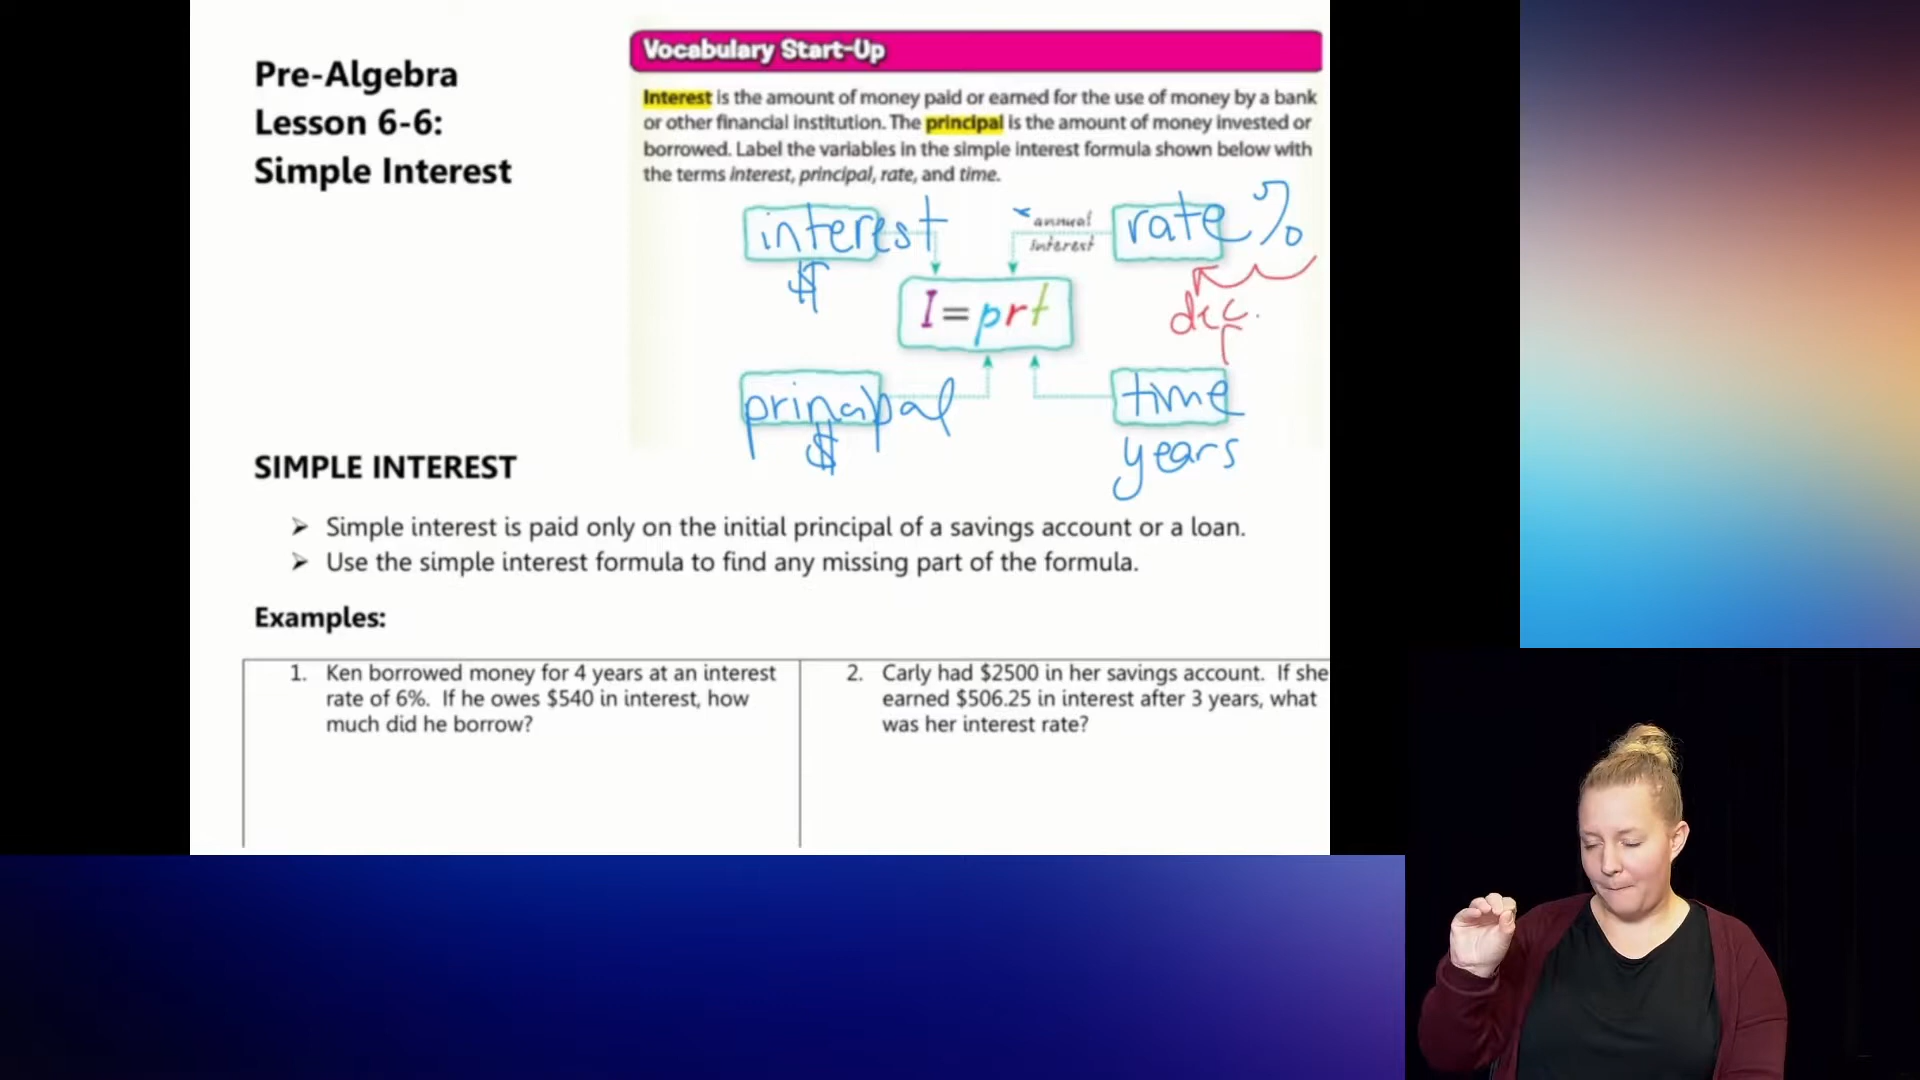 Pre-Algebra
Lesson 6-6:
Simple Interest
Vocabulary Start-Up
Interest is the amount of money paid or earned for the use of money by a bank
or other financial institution. The principal is the amount of money invested or
borrowed. Label the variables in the simple interest formula shown below with
the terms interest, principal, rate, and time.
interest
$
annual
interest
rate %
dec.
I=prt
principal
$
time
years
SIMPLE INTEREST
➢ Simple interest is paid only on the initial principal of a savings account or a loan.
➢ Use the simple interest formula to find any missing part of the formula.
Examples:
1. Ken borrowed money for 4 years at an interest
rate of 6%. If he owes $540 in interest, how
much did he borrow?
2. Carly had $2500 in her savings account. If she
earned $506.25 in interest after 3 years, what
was her interest rate?